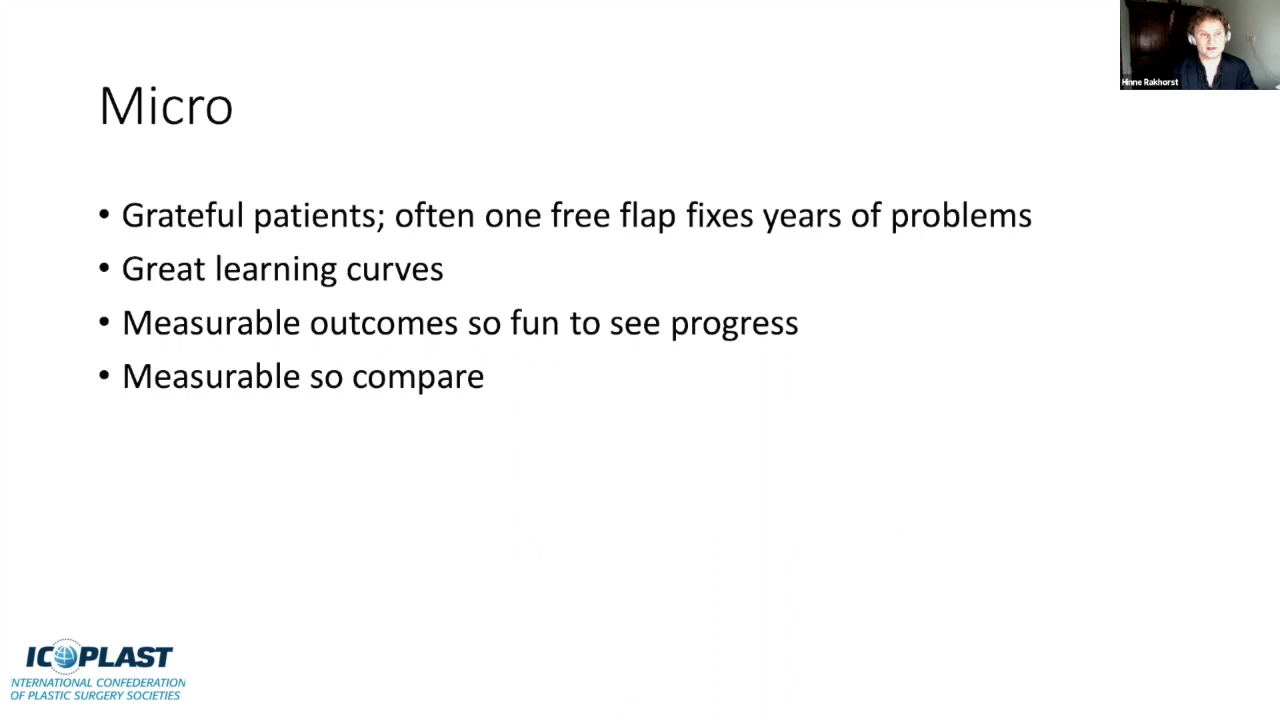 Hinne Rakhorst
Micro
• Grateful patients; often one free flap fixes years of problems
• Great learning curves
• Measurable outcomes so fun to see progress
• Measurable so compare
ICOPLAST
INTERNATIONAL CONFEDERATION
OF PLASTIC SURGERY SOCIETIES